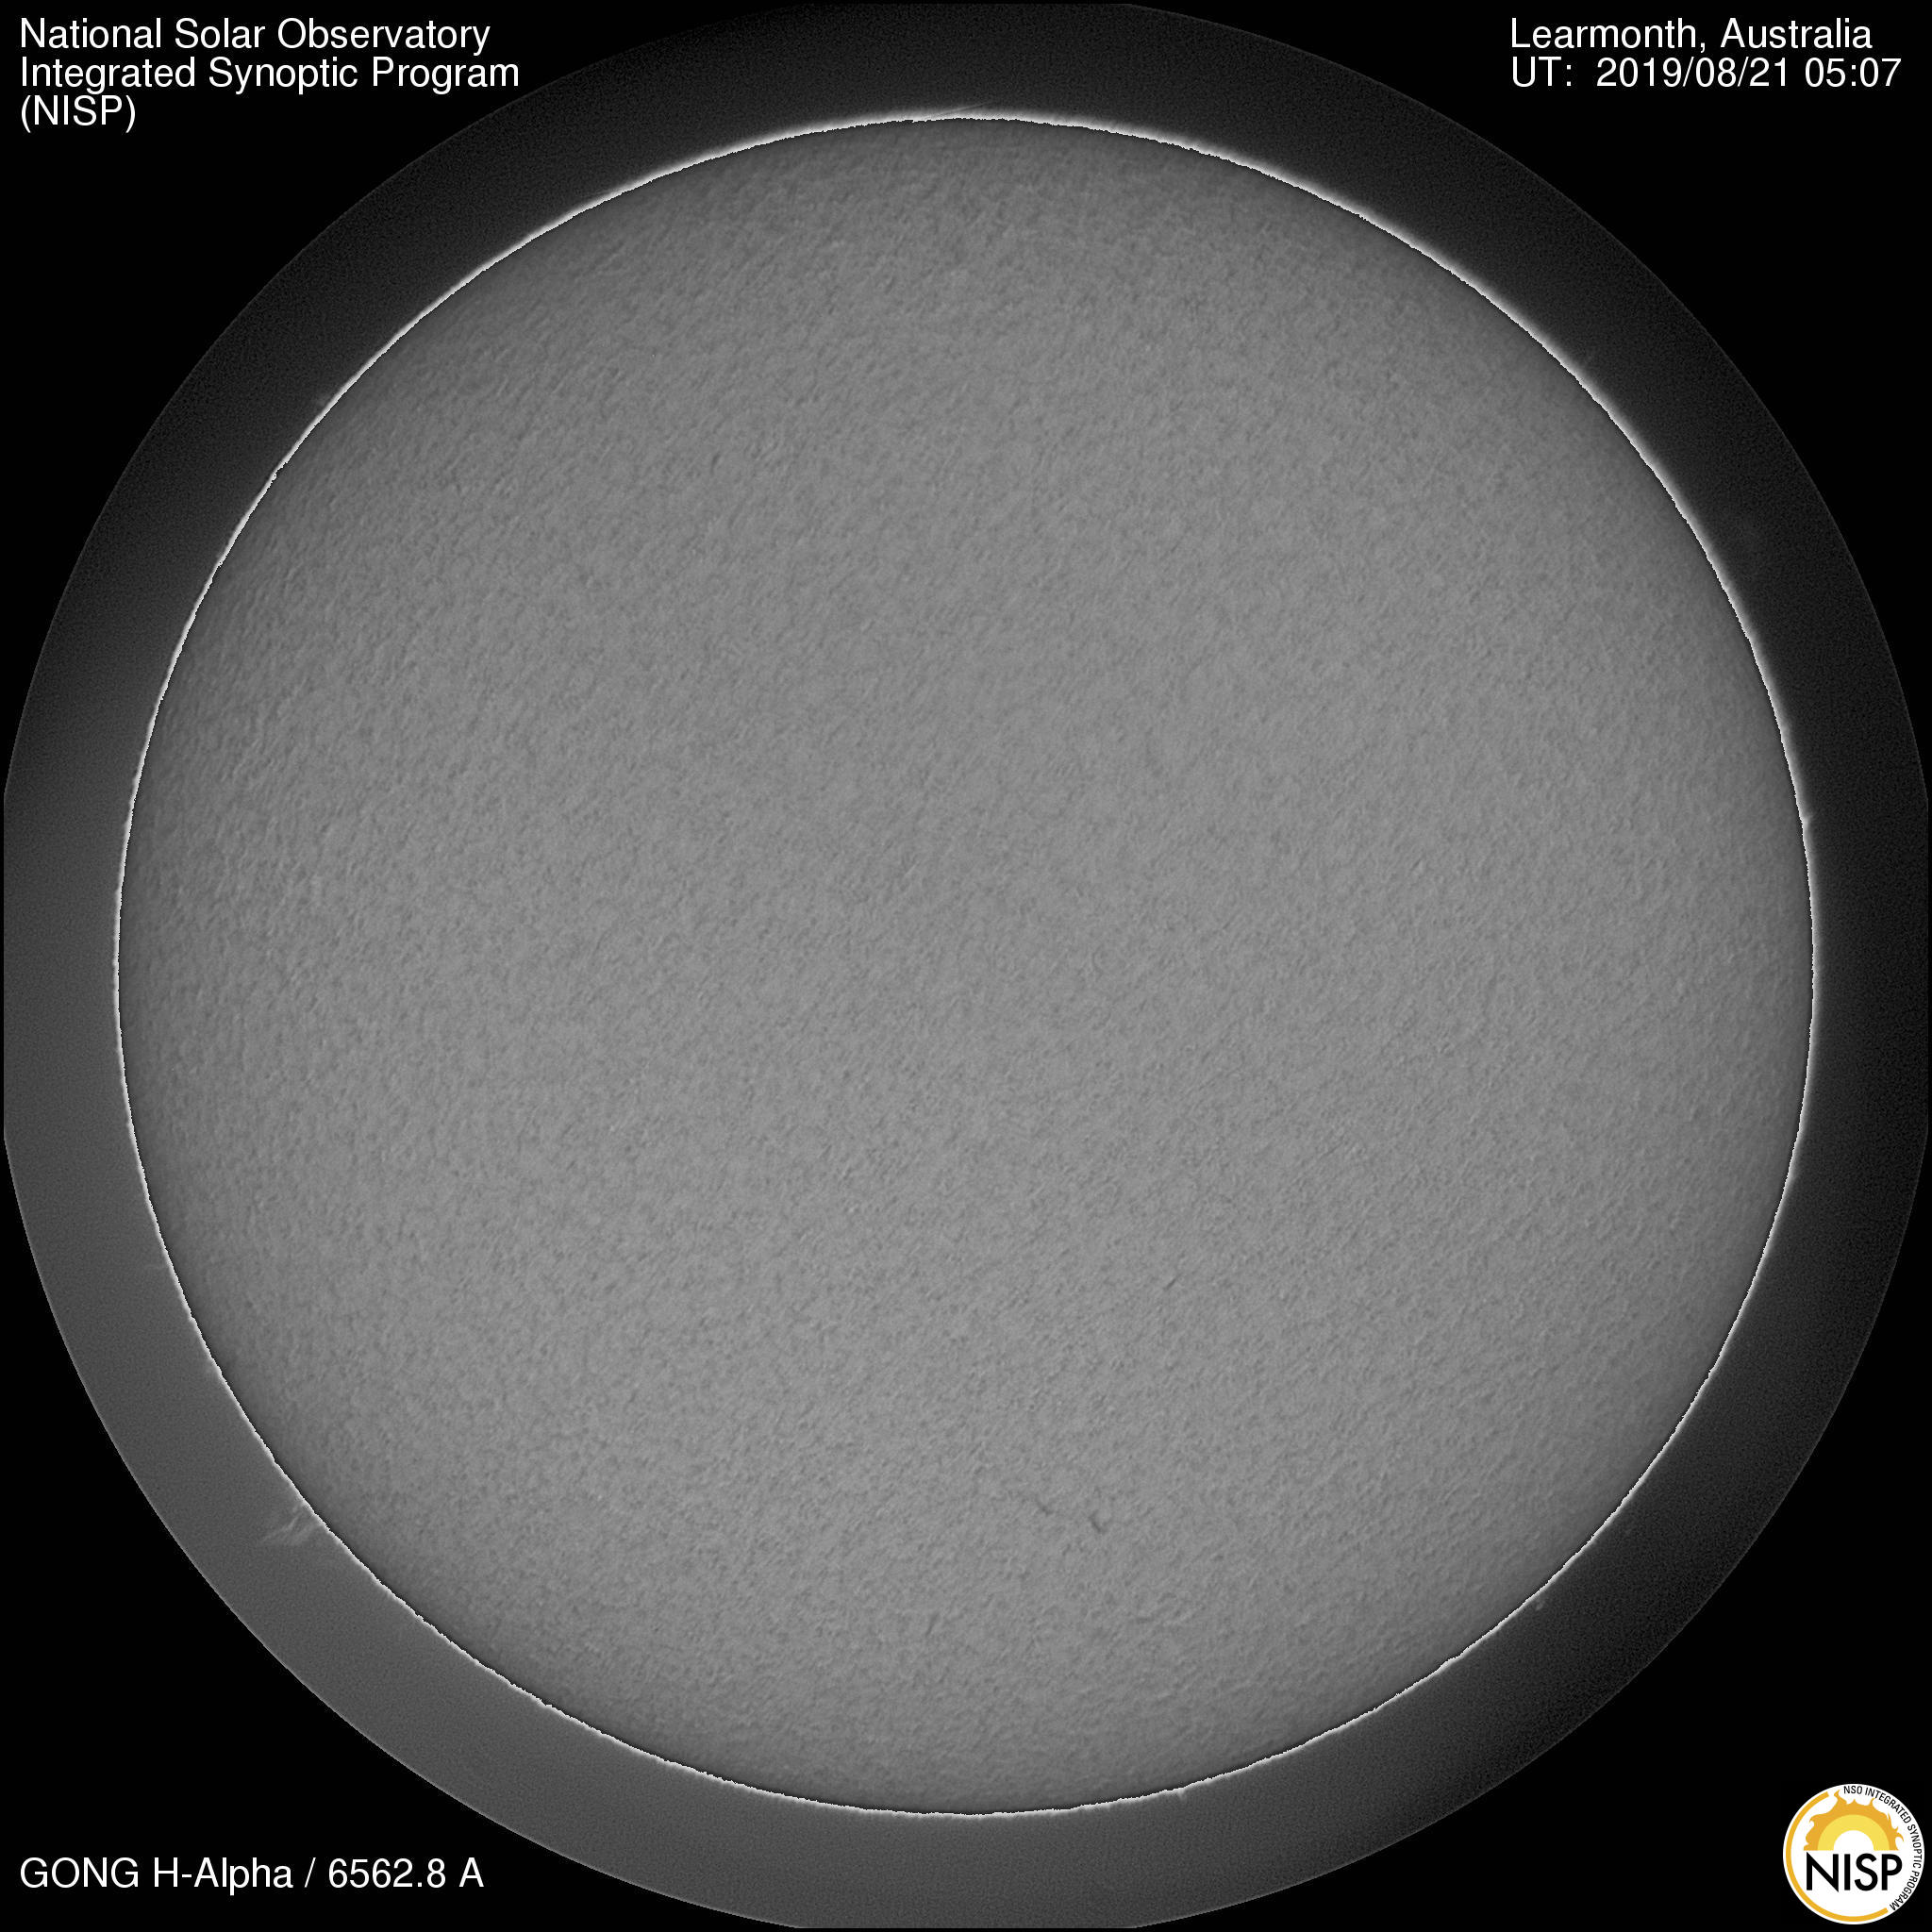 National Solar Observatory
Integrated Synoptic Program
(NISP)
Learmonth, Australia
UT: 2019/08/21 05:07
GONG H-Alpha / 6562.8 A
NSO INTEGRATED SYNOPTIC PROGRAM
NISP